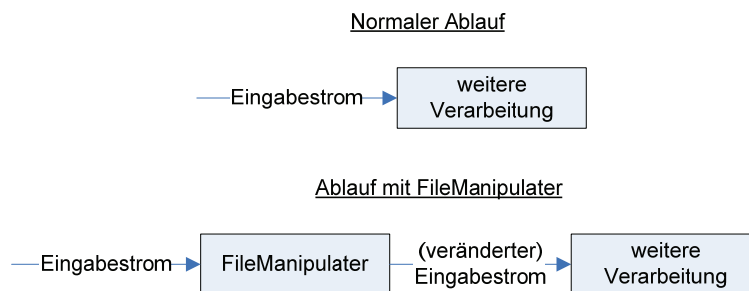 Normaler Ablauf
Eingabestrom
weitere
Verarbeitung
Ablauf mit FileManipulater
Eingabestrom
FileManipulater
(veränderter)
Eingabestrom
weitere
Verarbeitung